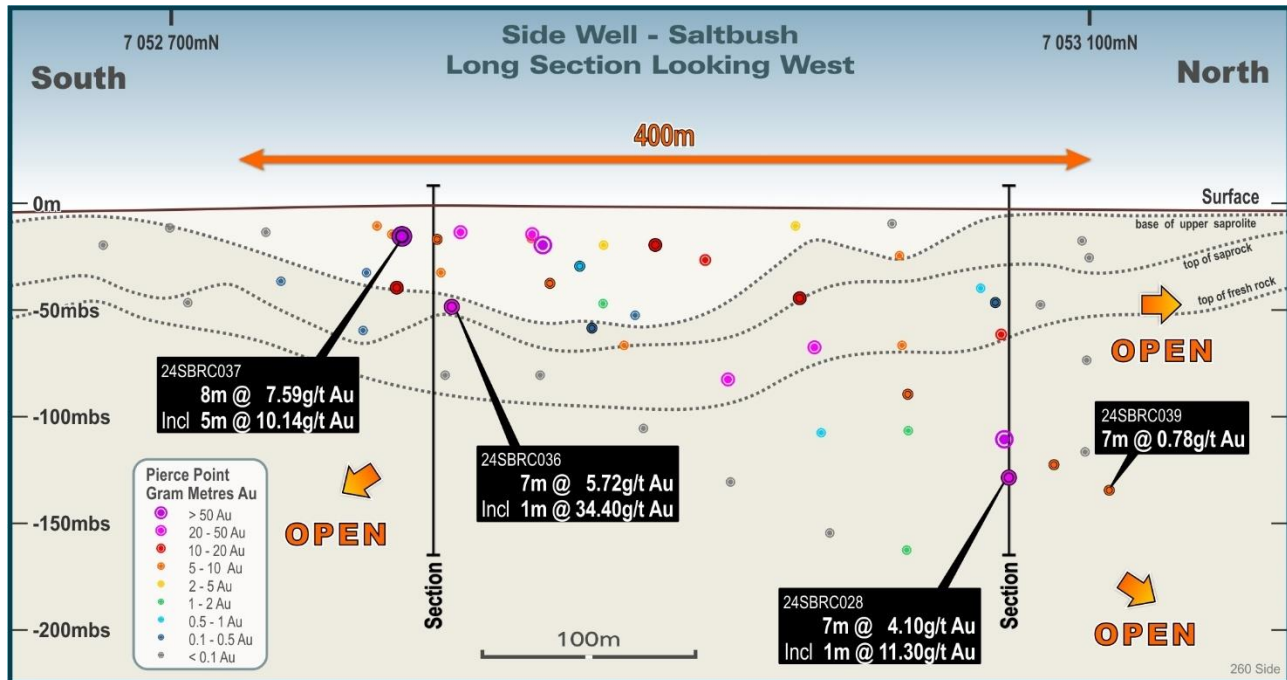 7 052 700mN
Side Well - Saltbush
Long Section Looking West
7 053 100mN
South
North
400m
0m
Surface
base of upper saprolite
top of saprock
top of fresh rock
-50mbs
OPEN
24SBRC037
8m @ 7.59g/t Au
Incl 5m @ 10.14g/t Au
-100mbs
24SBRC036
7m @ 5.72g/t Au
Incl 1m @ 34.40g/t Au
24SBRC039
7m @ 0.78g/t Au
Pierce Point
Gram Metres Au
> 50 Au
20 - 50 Au
10 - 20 Au
5 - 10 Au
2 - 5 Au
1 - 2 Au
0.5 - 1 Au
0.1 - 0.5 Au
< 0.1 Au
OPEN
-150mbs
Section
Section
24SBRC028
7m @ 4.10g/t Au
Incl 1m @ 11.30g/t Au
OPEN
-200mbs
100m
260 Side